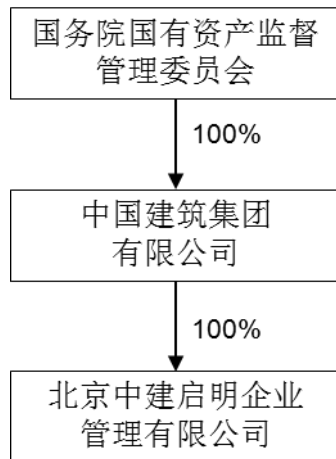 国务院国有资产监督
管理委员会
100%
中国建筑集团
有限公司
100%
北京中建启明企业
管理有限公司